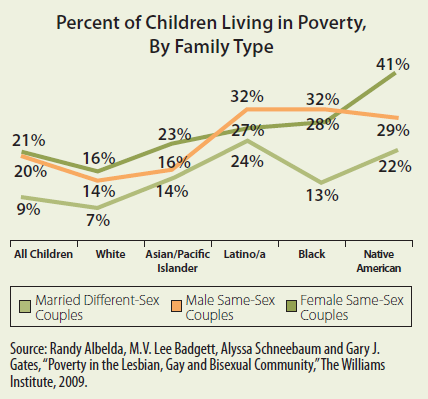 Percent of Children Living in Poverty,
By Family Type
41%
32% 32%
23% 27% 28% 29%
21% 16% 16% 24% 22%
20% 14% 14% 13%
9% 7%
All Children White Asian/Pacific Islander Latino/a Black Native American
Married Different-Sex Couples
Male Same-Sex Couples
Female Same-Sex Couples
Source: Randy Albelda, M.V. Lee Badgett, Alyssa Schneebaum and Gary J.
Gates, “Poverty in the Lesbian, Gay and Bisexual Community,” The Williams
Institute, 2009.